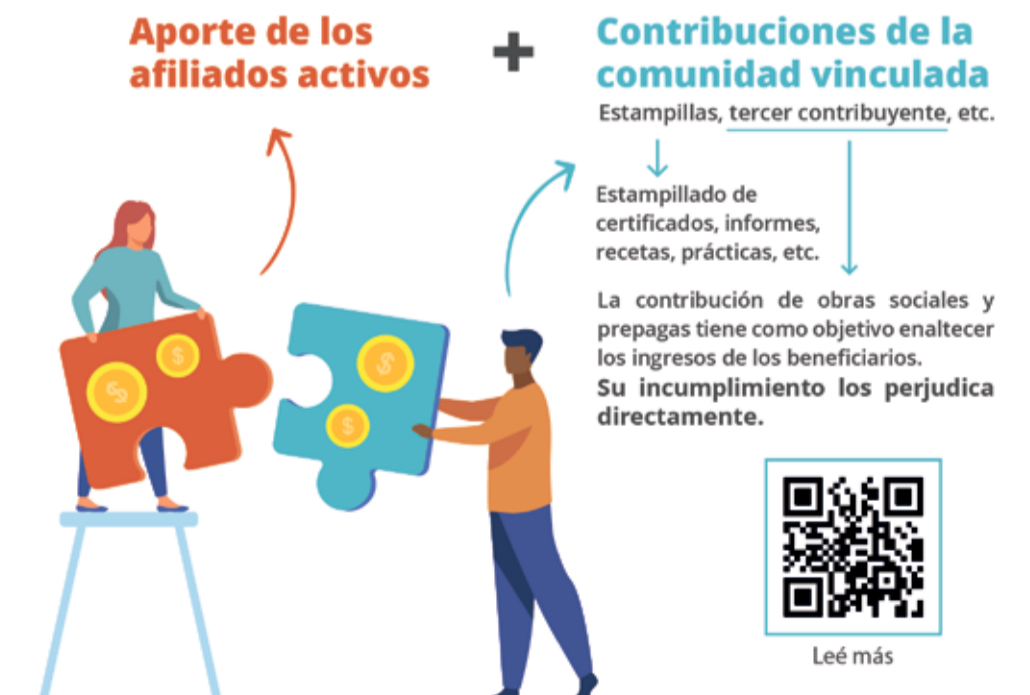 Aporte de los
afiliados activos
+
Contribuciones de la
comunidad vinculada
Estampillas, tercer contribuyente, etc.
Estampillado de
certificados, informes,
recetas, prácticas, etc.
La contribución de obras sociales y
prepagas tiene como objetivo enaltecer
los ingresos de los beneficiarios.
Su incumplimiento los perjudica
directamente.
$
$
$
$
Leé más